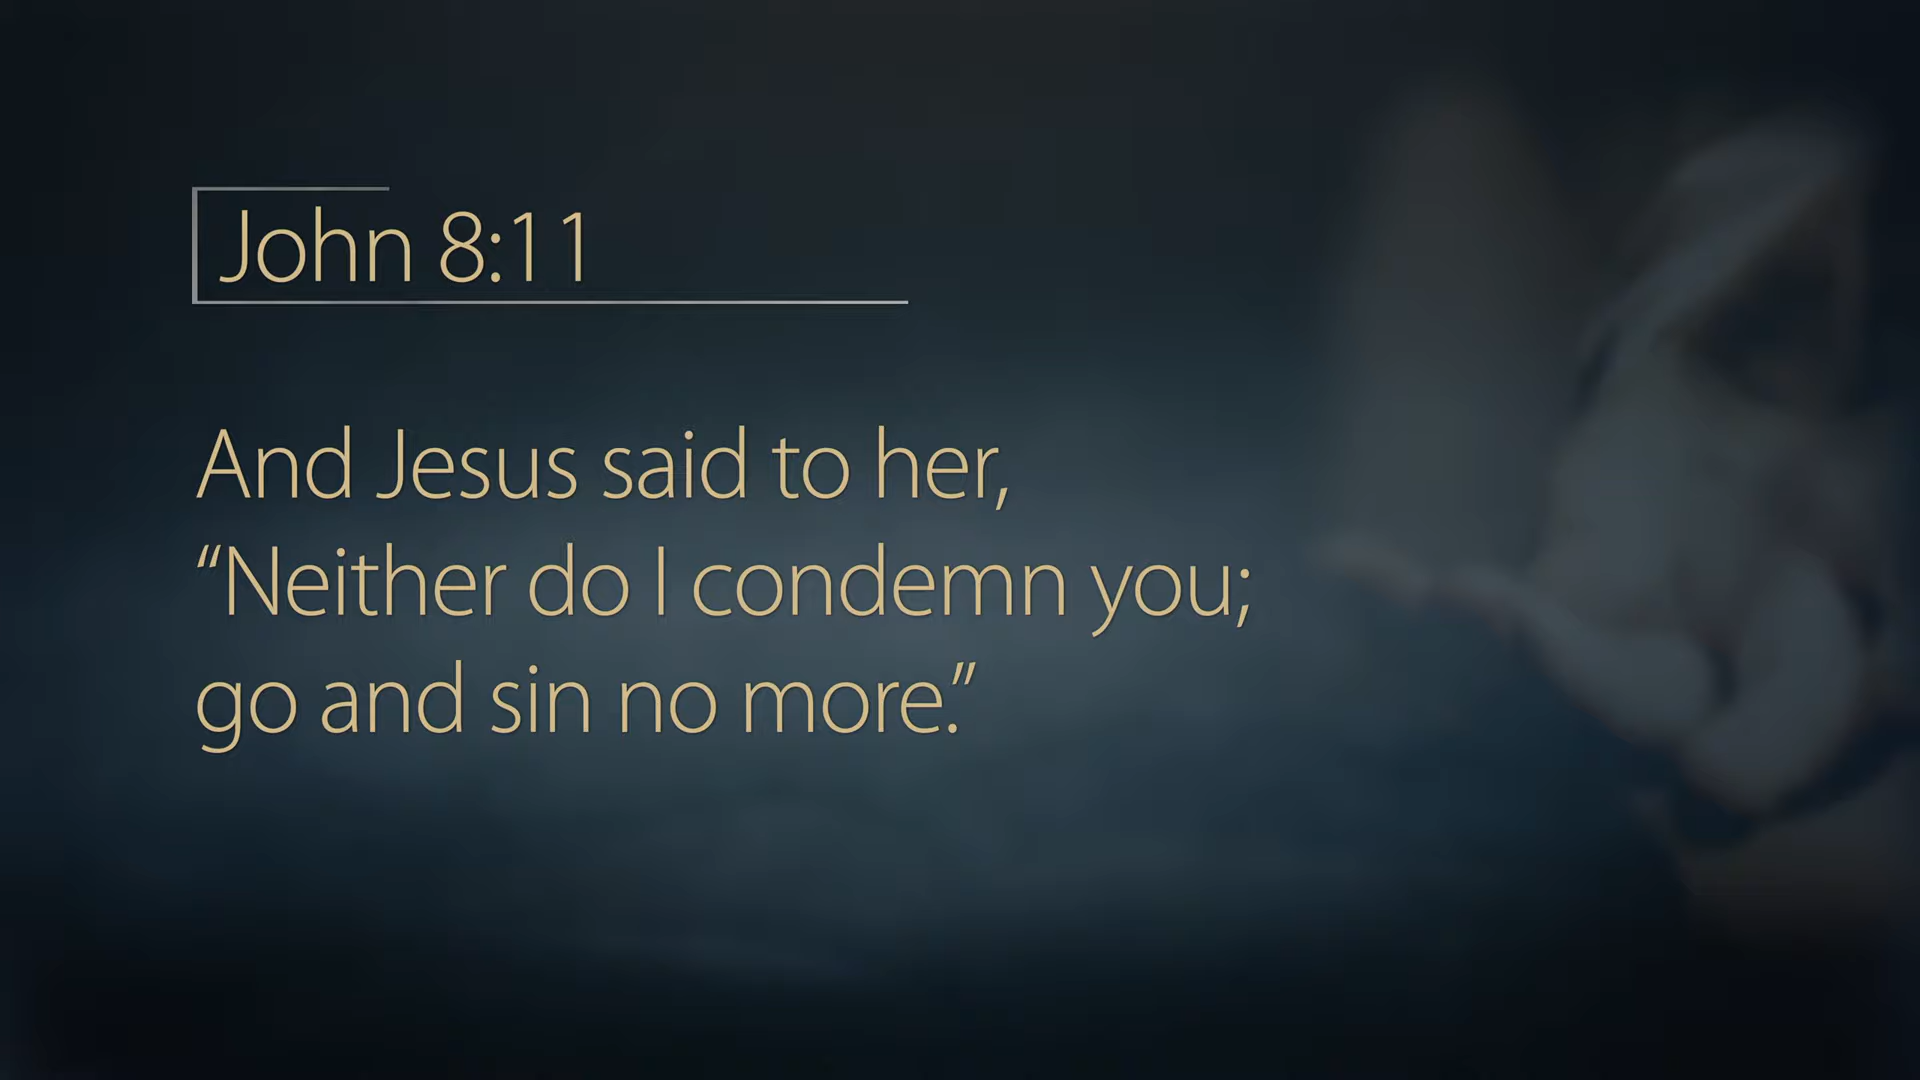 John 8:11
And Jesus said to her,
“Neither do I condemn you;
go and sin no more.”